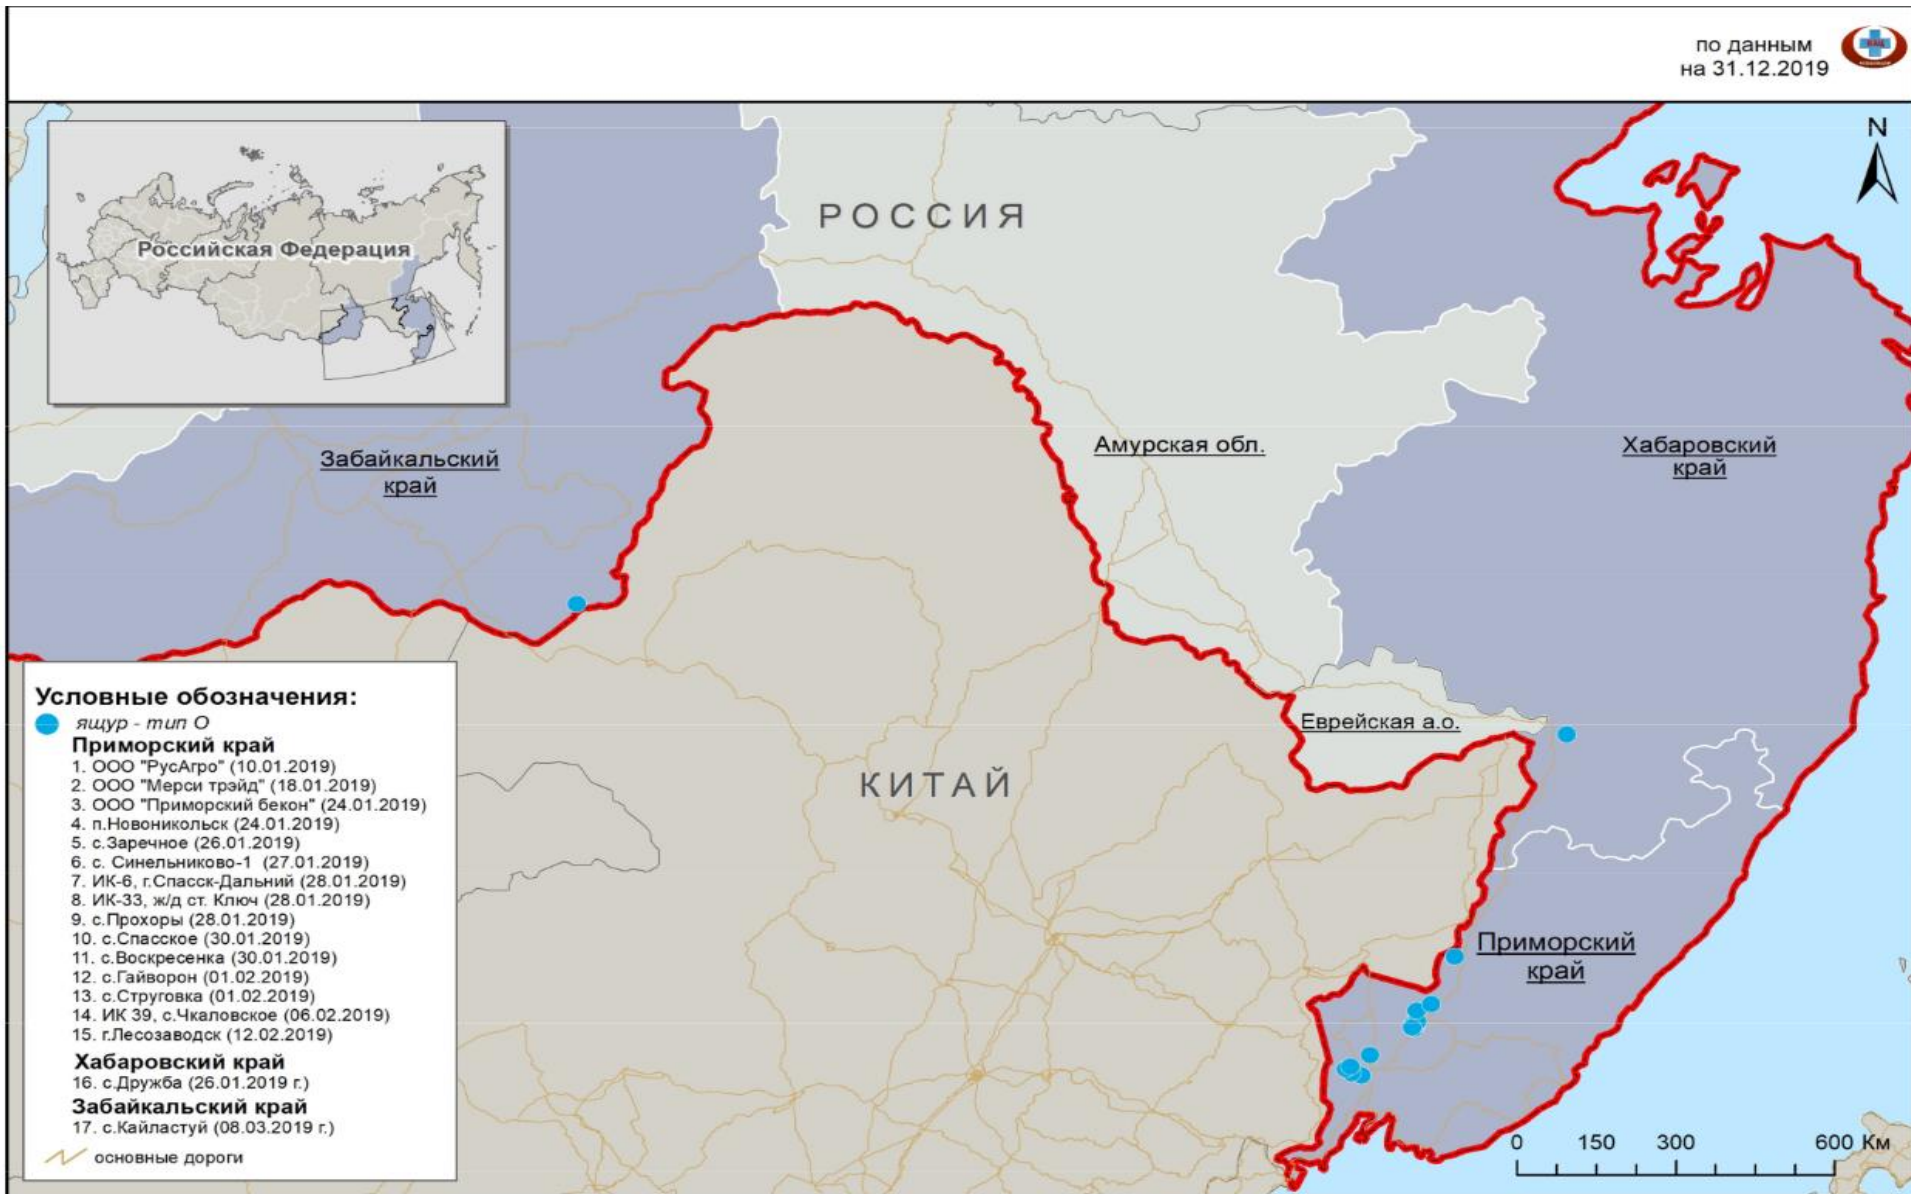 по данным
на 31.12.2019
N
Российская Федерация
РОССИЯ
Забайкальский
край
Амурская обл.
Хабаровский
край
Еврейская а.о.
КИТАЙ
Приморский
край
Условные обозначения:
ящур - тип О
Приморский край
1. ООО "РусАгро" (10.01.2019)
2. ООО "Мерси трэйд" (18.01.2019)
3. ООО "Приморский бекон" (24.01.2019)
4. п.Новоникольск (24.01.2019)
5. с.Заречное (26.01.2019)
6. с. Синельниково-1 (27.01.2019)
7. ИК-6, г.Спасск-Дальний (28.01.2019)
8. ИК-33, ж/д ст. Ключ (28.01.2019)
9. с.Прохоры (28.01.2019)
10. с.Спасское (30.01.2019)
11. с.Воскресенка (30.01.2019)
12. с.Гайворон (01.02.2019)
13. с.Струговка (01.02.2019)
14. ИК 39, с.Чкаловское (06.02.2019)
15. г.Лесозаводск (12.02.2019)
Хабаровский край
16. с.Дружба (26.01.2019 г.)
Забайкальский край
17. с.Кайластуй (08.03.2019 г.)
основные дороги
0 150 300 600 Км